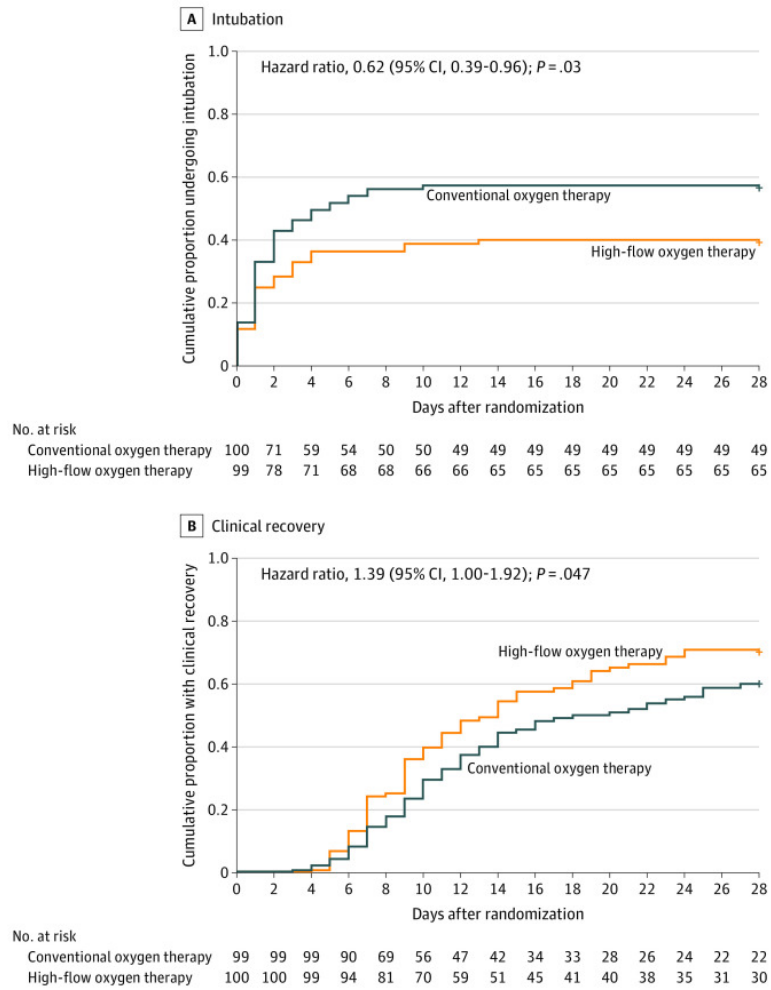 A Intubation
1.0
Hazard ratio, 0.62 (95% CI, 0.39-0.96); P = .03
0.8
0.6
Conventional oxygen therapy
0.4
High-flow oxygen therapy
0.2
0
Cumulative proportion undergoing intubation
0 2 4 6 8 10 12 14 16 18 20 22 24 26 28
Days after randomization
No. at risk
Conventional oxygen therapy 100 71 59 54 50 50 49 49 49 49 49 49 49 49 49
High-flow oxygen therapy 99 78 71 68 68 66 66 65 65 65 65 65 65 65 65
B Clinical recovery
1.0
Hazard ratio, 1.39 (95% CI, 1.00-1.92); P = .047
0.8
High-flow oxygen therapy
0.6
0.4
Conventional oxygen therapy
0.2
0
Cumulative proportion with clinical recovery
0 2 4 6 8 10 12 14 16 18 20 22 24 26 28
Days after randomization
No. at risk
Conventional oxygen therapy 99 99 99 90 69 56 47 42 34 33 28 26 24 22 22
High-flow oxygen therapy 100 100 99 94 81 70 59 51 45 41 40 38 35 31 30